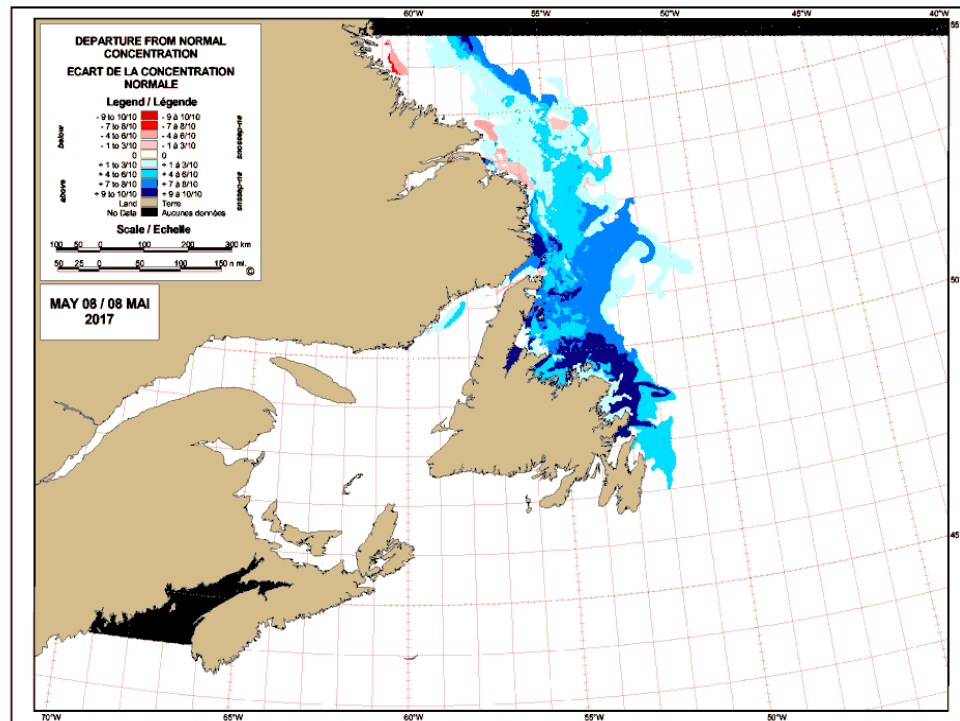 60°W 55°W 50°W 45°W 40°W
DEPARTURE FROM NORMAL
CONCENTRATION
ECART DE LA CONCENTRATION
NORMALE
Legend / Légende
below
- 9 to 10/10 - 9 à 10/10
- 7 to 8/10 - 7 à 8/10
- 4 to 6/10 - 4 à 6/10
- 1 to 3/10 - 1 à 3/10
au-dessous
0 0
above
+ 1 to 3/10 + 1 à 3/10
+ 4 to 6/10 + 4 à 6/10
+ 7 to 8/10 + 7 à 8/10
+ 9 to 10/10 + 9 à 10/10
au-dessus
Land Terre
No Data Aucunes données
Scale / Echelle
100 50 0 100 200 300 km
50 25 0 50 100 150 n mi.
©
MAY 08 / 08 MAI
2017
55
50
45
70°W 65°W 60°W 55°W 50°W